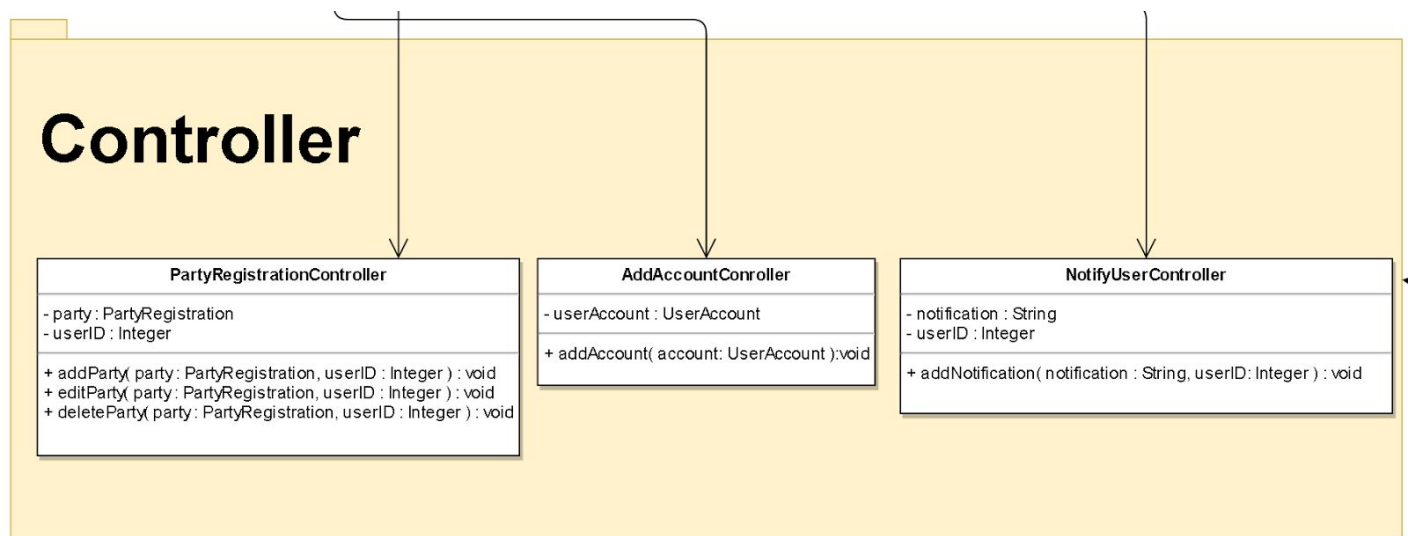 Controller
PartyRegistrationController
- party : PartyRegistration
- userID : Integer
+ addParty( party : PartyRegistration, userID : Integer ) : void
+ editParty( party : PartyRegistration, userID : Integer ) : void
+ deleteParty( party : PartyRegistration, userID : Integer ) : void
AddAccountConroller
- userAccount : UserAccount
+ addAccount( account: UserAccount ):void
NotifyUserController
- notification : String
- userID : Integer
+ addNotification( notification : String, userID: Integer ) : void